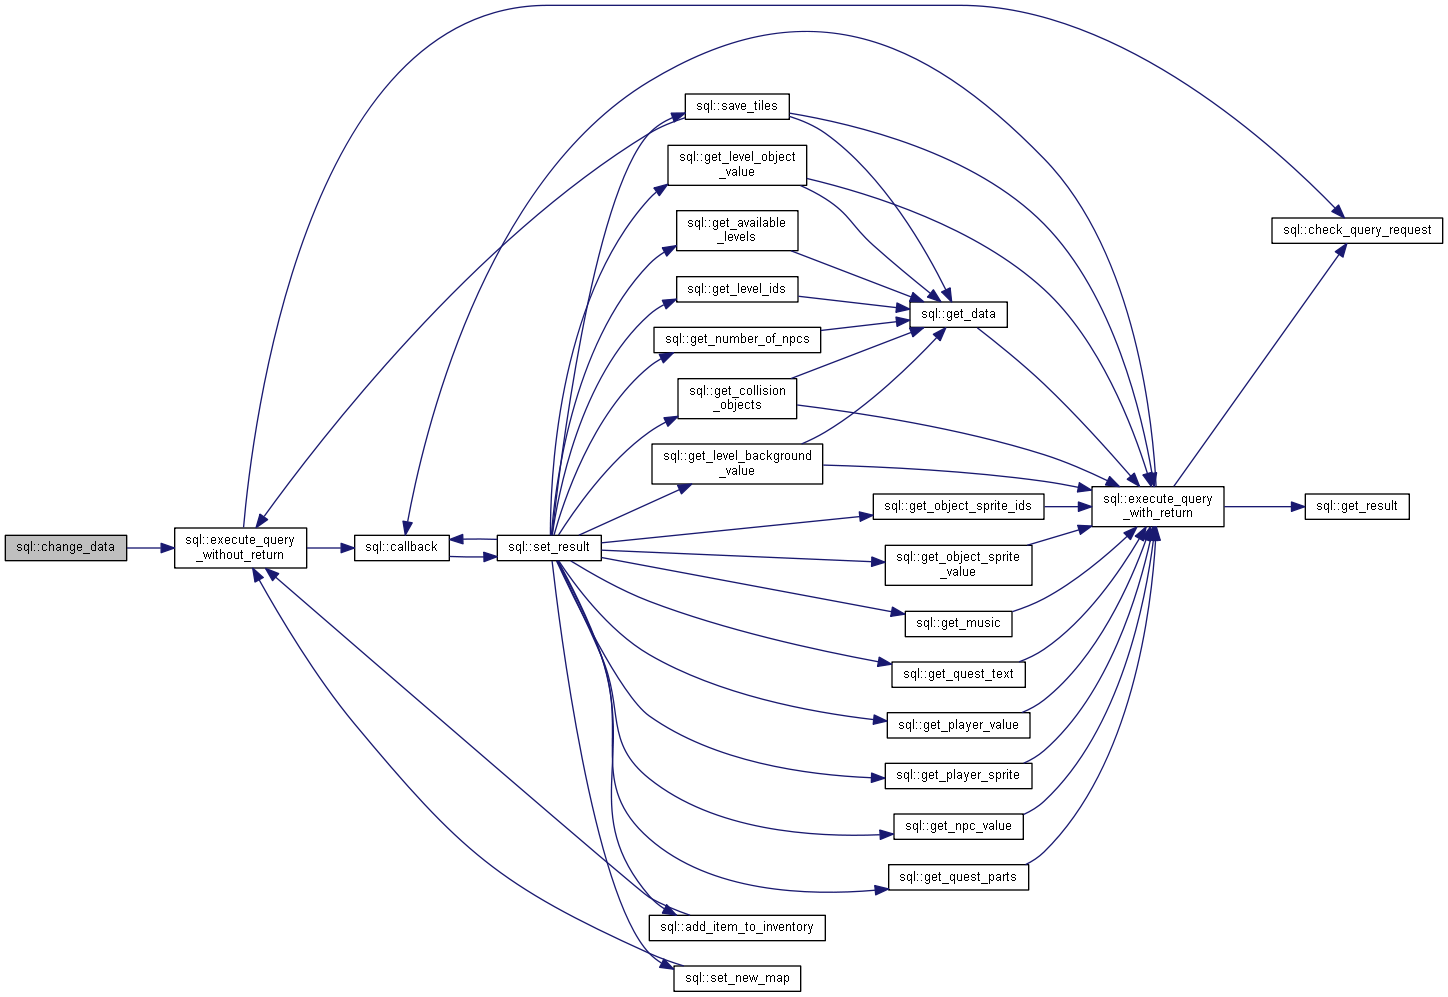 sql::change_data
sql::execute_query
_without_return
sql::callback
sql::set_result
sql::save_tiles
sql::get_level_object
_value
sql::get_available
_levels
sql::get_level_ids
sql::get_number_of_npcs
sql::get_collision
_objects
sql::get_level_background
_value
sql::add_item_to_inventory
sql::set_new_map
sql::get_data
sql::get_object_sprite_ids
sql::get_object_sprite
_value
sql::get_music
sql::get_quest_text
sql::get_player_value
sql::get_player_sprite
sql::get_npc_value
sql::get_quest_parts
sql::execute_query
_with_return
sql::check_query_request
sql::get_result